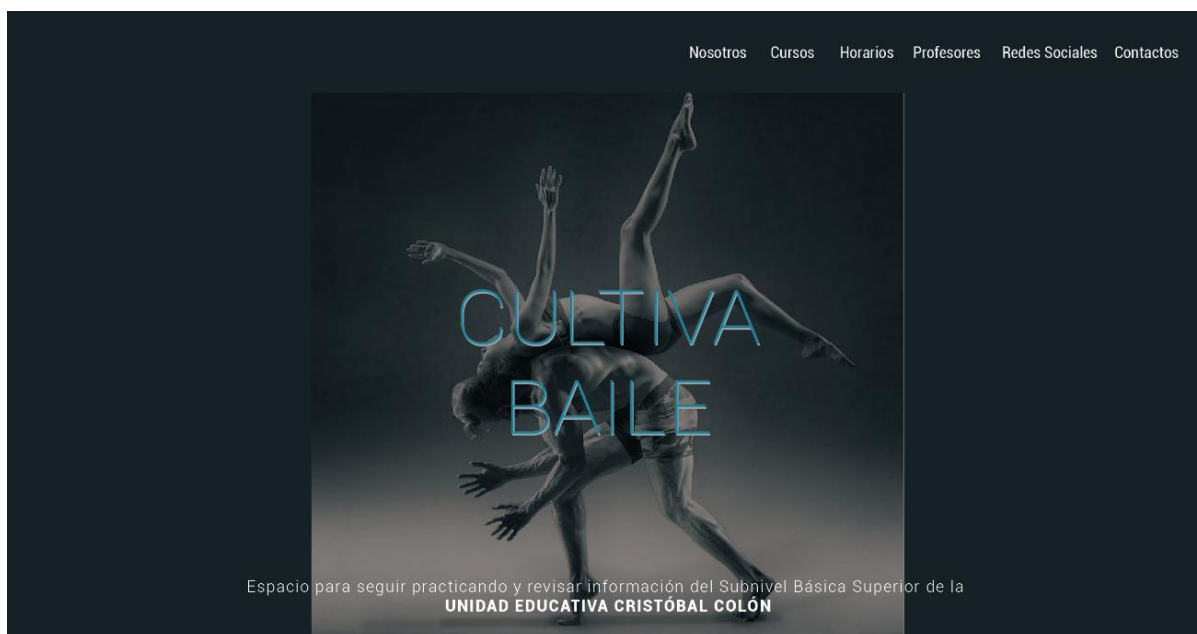 Nosotros Cursos Horarios Profesores Redes Sociales Contactos
CULTIVA
BAILE
Espacio para seguir practicando y revisar información del Subnivel Básica Superior de la
UNIDAD EDUCATIVA CRISTÓBAL COLÓN